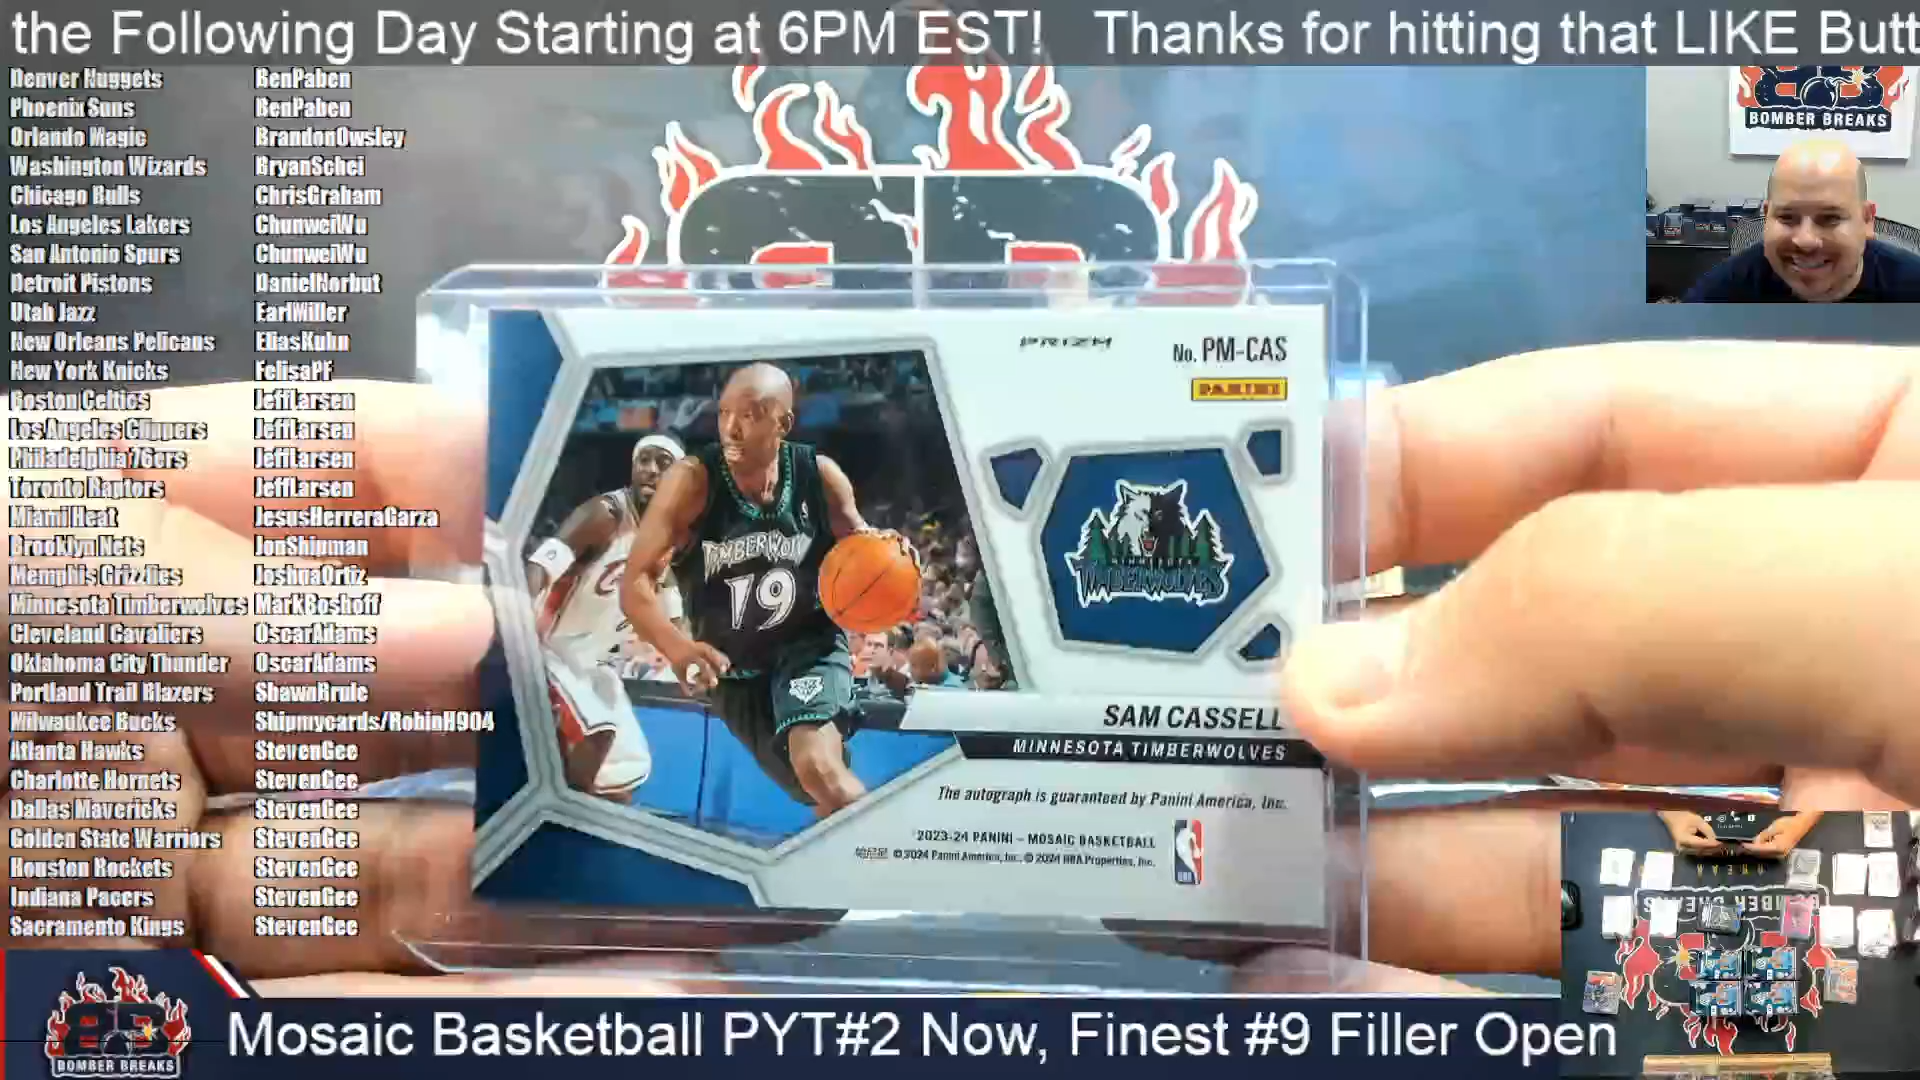 the Following Day Starting at 6PM EST! Thanks for hitting that LIKE Butt
Denver Nuggets BenPaben
Phoenix Suns BenPaben
Orlando Magic BrandonOwsley
Washington Wizards BryanSchei
Chicago Bulls ChrisGraham
Los Angeles Lakers ChunweiWu
San Antonio Spurs ChunweiWu
Detroit Pistons DanielNorbut
Utah Jazz EarlMiller
New Orleans Pelicans EliasKuhn
New York Knicks FelisaPF
Boston Celtics JeffLarsen
Los Angeles Clippers JeffLarsen
Philadelphia 76ers JeffLarsen
Toronto Raptors JeffLarsen
Miami Heat JesusHerreraGarza
Brooklyn Nets JonShipman
Memphis Grizzlies JoshuaOrtiz
Minnesota Timberwolves MarkBoshoff
Cleveland Cavaliers OscarAdams
Oklahoma City Thunder OscarAdams
Portland Trail Blazers ShawnBrule
Milwaukee Bucks Shipmycards/RobinH904
Atlanta Hawks StevenGee
Charlotte Hornets StevenGee
Dallas Mavericks StevenGee
Golden State Warriors StevenGee
Houston Rockets StevenGee
Indiana Pacers StevenGee
Sacramento Kings StevenGee
BOMBER BREAKS
PRIZM
No. PM-CAS
PANINI
TIMBERWOLV
19
MINNESOTA
TIMBERWOLVES
SAM CASSELL
MINNESOTA TIMBERWOLVES
The autograph is guaranteed by Panini America, Inc.
2023-24 PANINI – MOSAIC BASKETBALL
© 2024 Panini America, Inc. © 2024 NBA Properties, Inc.
BOMBER BREAKS
Mosaic Basketball PYT#2 Now, Finest #9 Filler Open